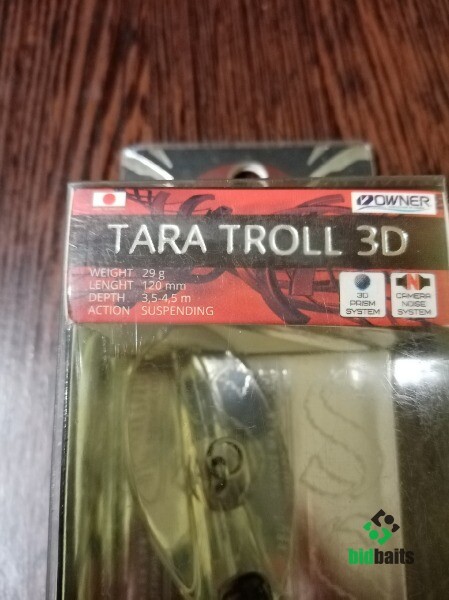 OWNER
TARA TROLL 3D
WEIGHT 29 g
LENGHT 120 mm
DEPTH 3,5-4,5 m
ACTION SUSPENDING
3D
PRISM
SYSTEM
N
CAMERA
NOISE
SYSTEM
bidbaits